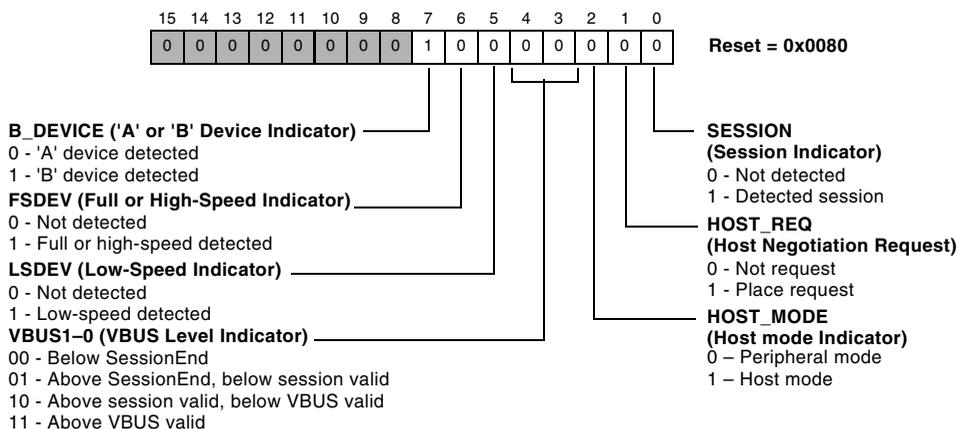 15 14 13 12 11 10 9 8 7 6 5 4 3 2 1 0
0 0 0 0 0 0 0 0 1 0 0 0 0 0 0 0
Reset = 0x0080
B_DEVICE ('A' or 'B' Device Indicator)
0 - 'A' device detected
1 - 'B' device detected
FSDEV (Full or High-Speed Indicator)
0 - Not detected
1 - Full or high-speed detected
LSDEV (Low-Speed Indicator)
0 - Not detected
1 - Low-speed detected
VBUS1–0 (VBUS Level Indicator)
00 - Below SessionEnd
01 - Above SessionEnd, below session valid
10 - Above session valid, below VBUS valid
11 - Above VBUS valid
SESSION
(Session Indicator)
0 - Not detected
1 - Detected session
HOST_REQ
(Host Negotiation Request)
0 - Not request
1 - Place request
HOST_MODE
(Host mode Indicator)
0 – Peripheral mode
1 – Host mode